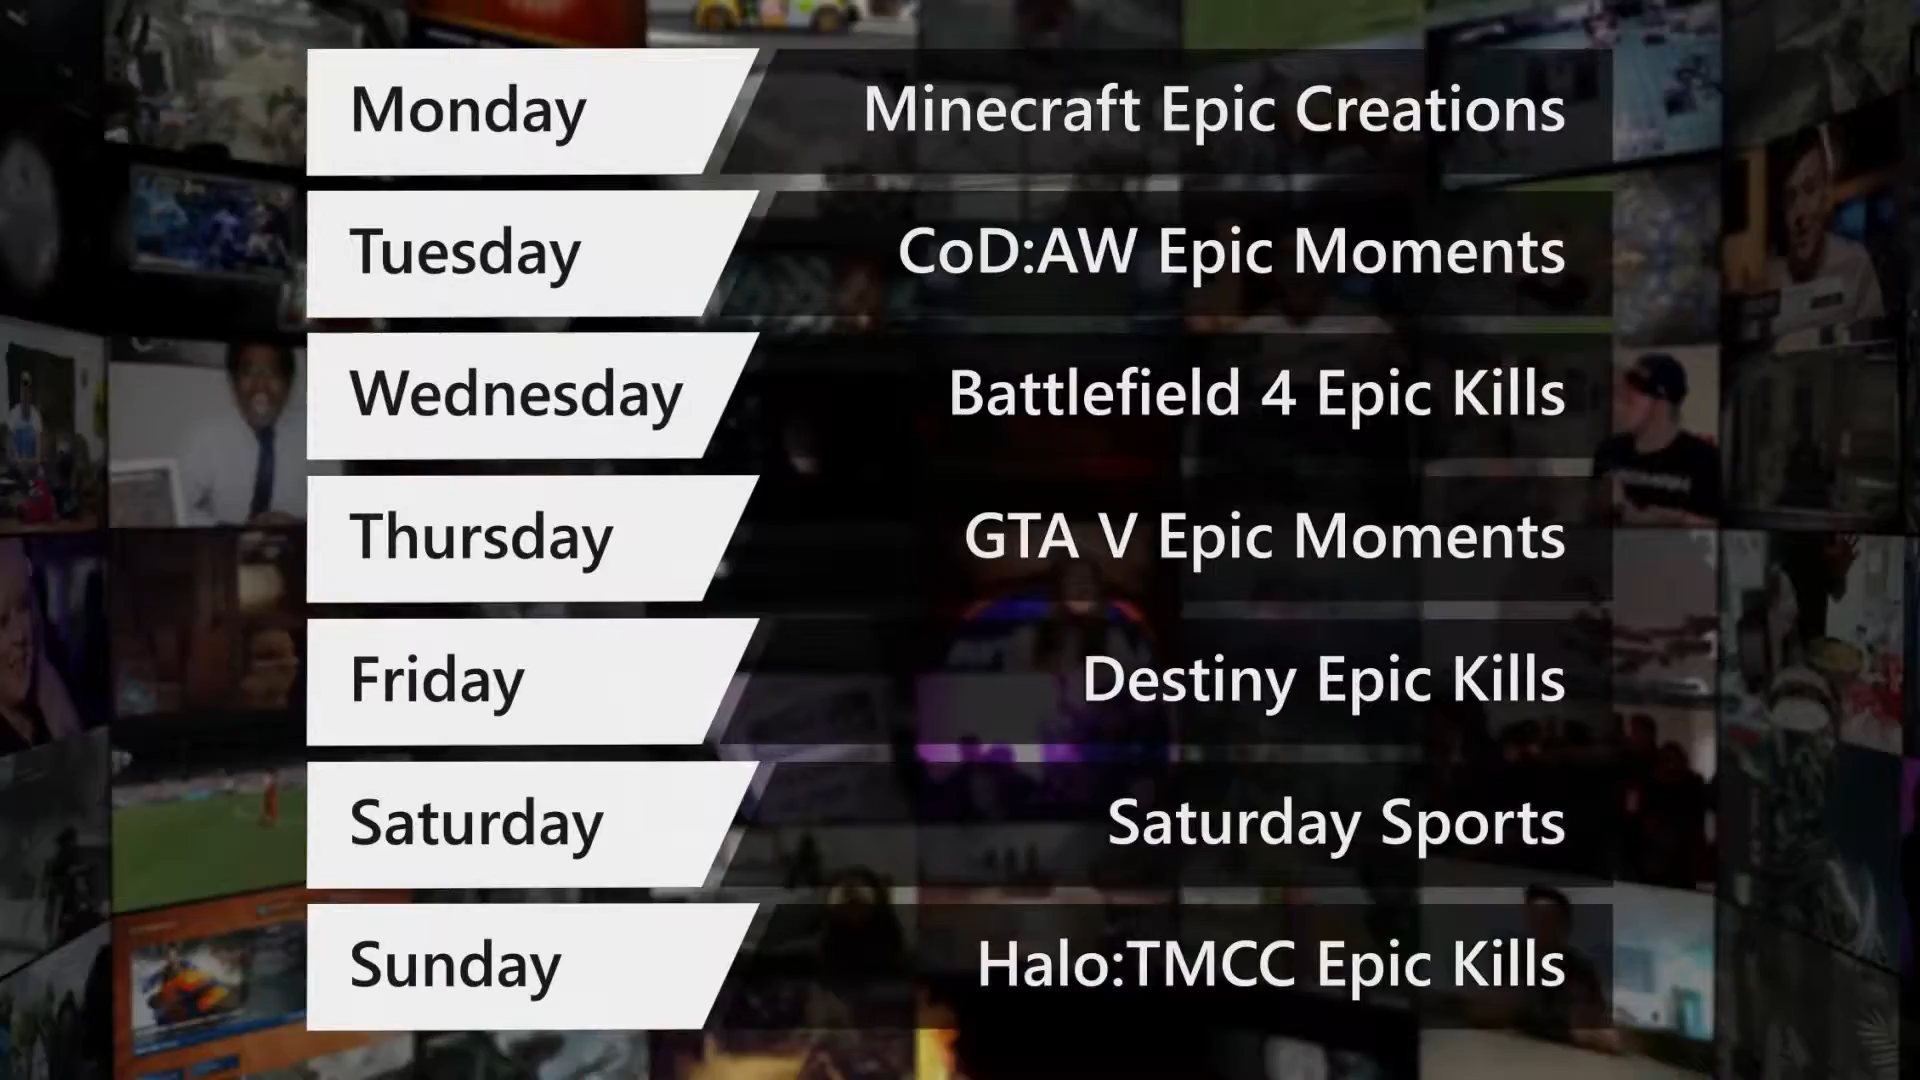 Monday Minecraft Epic Creations
Tuesday CoD:AW Epic Moments
Wednesday Battlefield 4 Epic Kills
Thursday GTA V Epic Moments
Friday Destiny Epic Kills
Saturday Saturday Sports
Sunday Halo:TMCC Epic Kills